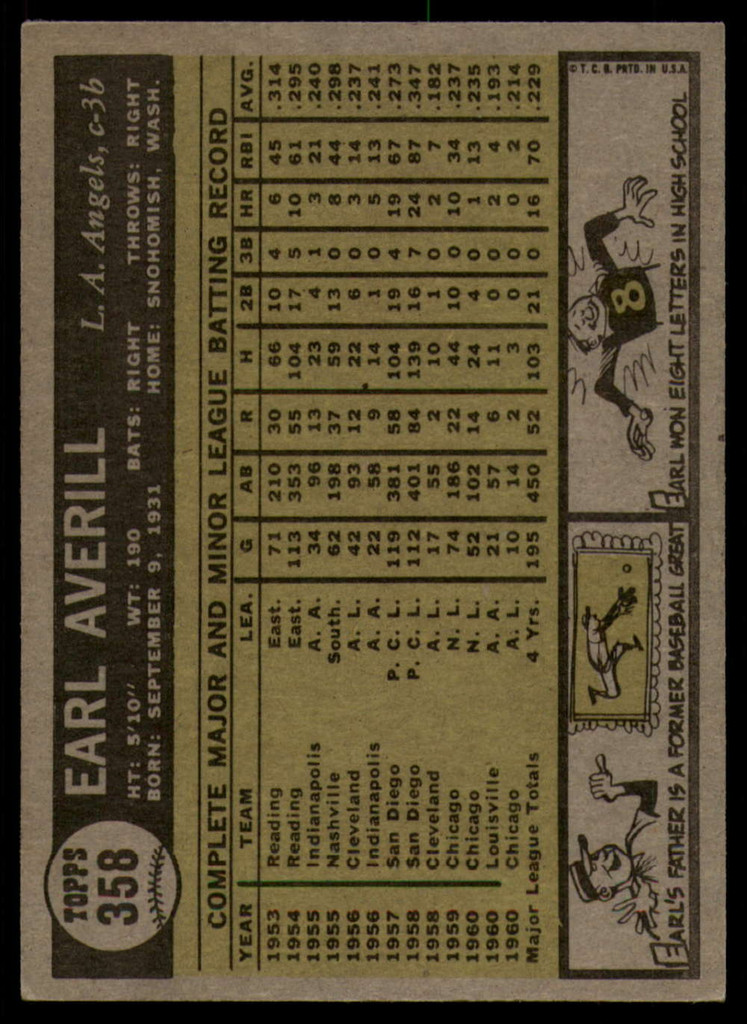 TOPPS
358
EARL AVERILL L. A. Angels, c-3b
HT: 5'10" WT: 190 BATS: RIGHT THROWS: RIGHT
BORN: SEPTEMBER 9, 1931 HOME: SNOHOMISH, WASH.
COMPLETE MAJOR AND MINOR LEAGUE BATTING RECORD
YEAR TEAM LEA. G AB R H 2B 3B HR RBI AVG.
1953 Reading East. 71 210 30 66 10 4 6 45 .314
1954 Reading East. 113 353 55 104 17 5 10 61 .295
1955 Indianapolis A. A. 34 96 13 23 4 1 3 21 .240
1955 Nashville South. 62 198 37 59 13 0 8 44 .298
1956 Cleveland A. L. 42 93 12 22 6 0 3 14 .237
1956 Indianapolis A. A. 22 58 9 14 1 0 5 13 .241
1957 San Diego P. C. L. 119 381 58 104 19 4 19 67 .273
1958 San Diego P. C. L. 112 401 84 139 16 7 24 87 .347
1958 Cleveland A. L. 17 55 2 10 1 0 2 7 .182
1959 Chicago N. L. 74 186 22 44 10 0 10 34 .237
1960 Chicago N. L. 52 102 14 24 4 0 1 13 .235
1960 Louisville A. A. 21 57 6 11 0 0 2 4 .193
1960 Chicago A. L. 10 14 2 3 0 0 0 2 .214
Major League Totals 4 Yrs. 195 450 52 103 21 0 16 70 .229
© T. C. G. PRTD. IN U.S.A.
8
EARL'S FATHER IS A FORMER BASEBALL GREAT
EARL WON EIGHT LETTERS IN HIGH SCHOOL